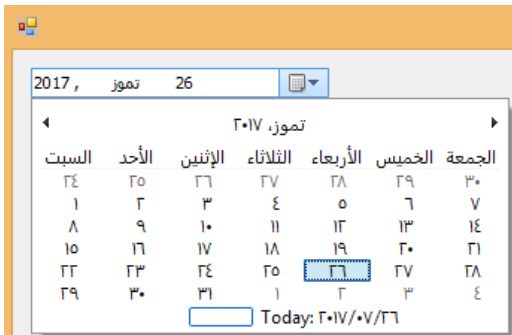 26 تموز , 2017
تموز، ٢٠١٧
السبت الأحد الإثنين الثلاثاء الأربعاء الخميس الجمعة
٢٤ ٢٥ ٢٦ ٢٧ ٢٨ ٢٩ ٣٠
١ ٢ ٣ ٤ ٥ ٦ ٧
٨ ٩ ١٠ ١١ ١٢ ١٣ ١٤
١٥ ١٦ ١٧ ١٨ ١٩ ٢٠ ٢١
٢٢ ٢٣ ٢٤ ٢٥ ٢٦ ٢٧ ٢٨
٢٩ ٣٠ ٣١ ١ ٢ ٣ ٤
Today: ٢٠١٧/٠٧/٢٦